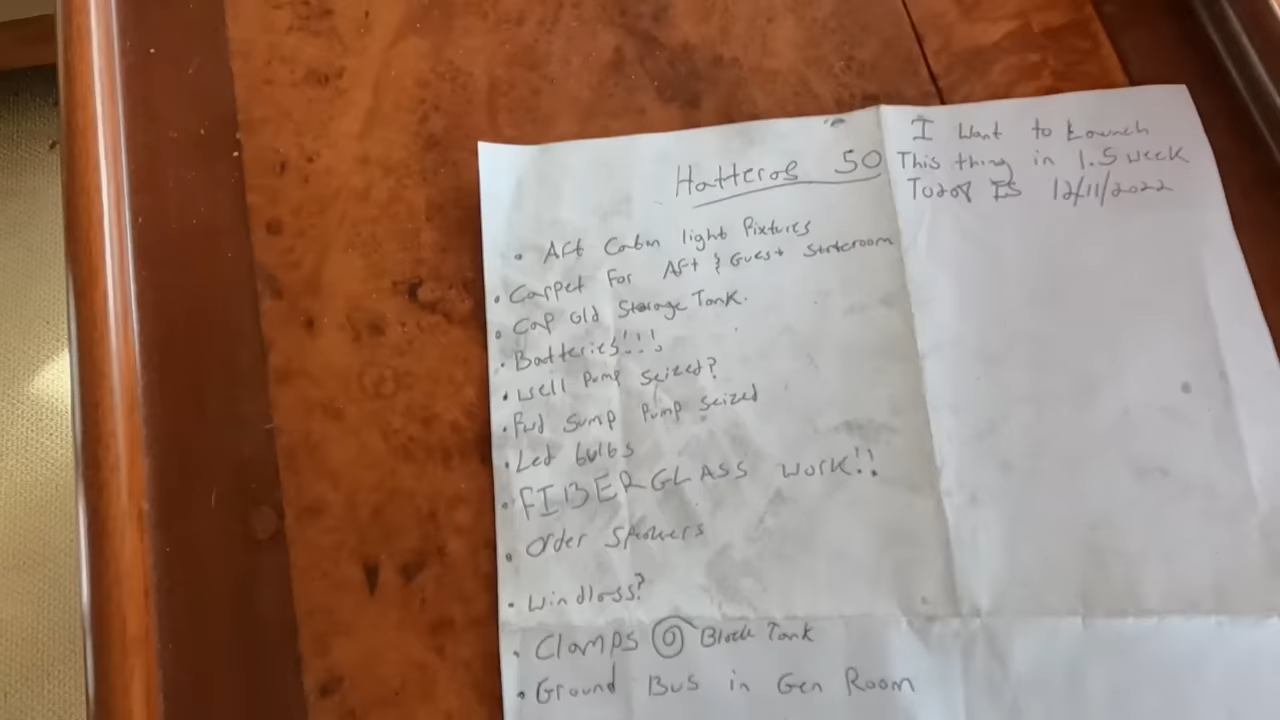 Hatteras 50
I Want to Launch
This thing in 1.5 week
Today IS 12/11/2022
• Aft Cabin light fixtures
• Carpet For Aft & Guest Stateroom
• Cap Old Storage Tank.
• Batteries!!!
• Well Pump Seized?
• Fwd Sump Pump Seized
• Led bulbs
• FIBERGLASS WORK!!
• Order Speakers
• Windlass?
• Clamps @ Black Tank
• Ground Bus in Gen Room